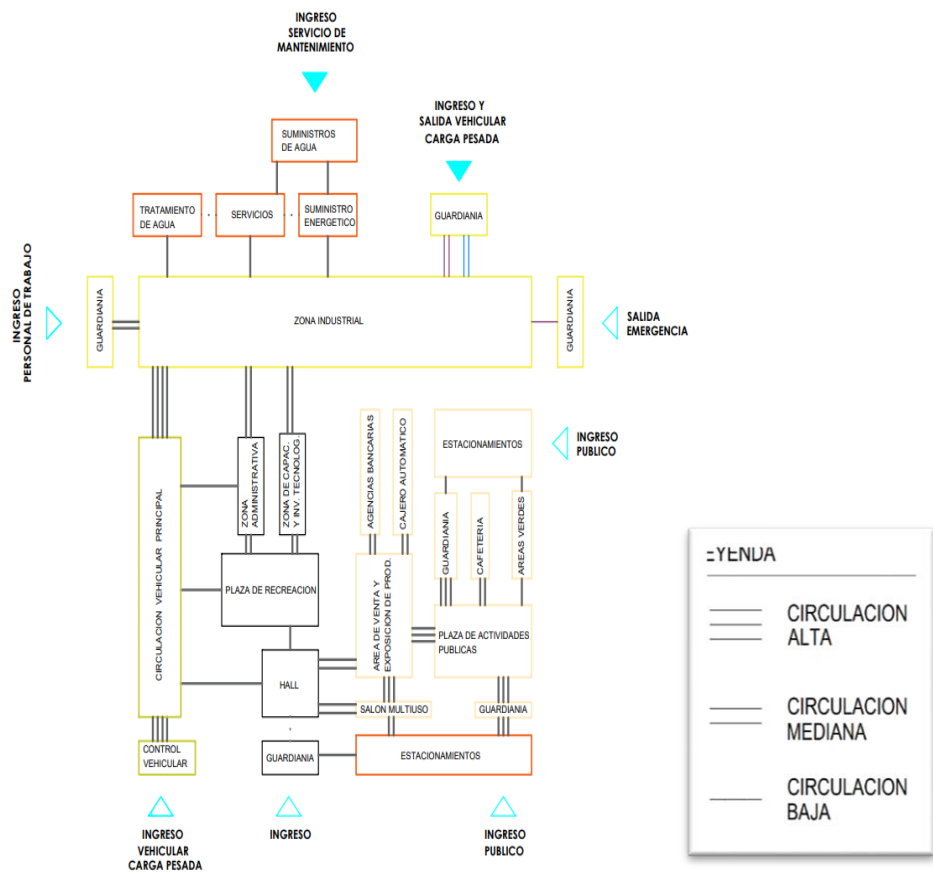 INGRESO
SERVICIO DE
MANTENIMIENTO
INGRESO Y
SALIDA VEHICULAR
CARGA PESADA
SUMINISTROS
DE AGUA
TRATAMIENTO
DE AGUA
SERVICIOS
SUMINISTRO
ENERGETICO
GUARDIANIA
INGRESO
PERSONAL DE TRABAJO
GUARDIANIA
ZONA INDUSTRIAL
GUARDIANIA
SALIDA
EMERGENCIA
CIRCULACION VEHICULAR PRINCIPAL
ZONA
ADMINISTRATIVA
ZONA DE CAPAC.
Y INV. TECNOLOG.
AGENCIAS BANCARIAS
CAJERO AUTOMATICO
ESTACIONAMIENTOS
INGRESO
PUBLICO
GUARDIANIA
CAFETERIA
AREAS VERDES
PLAZA DE RECREACION
AREA DE VENTA Y
EXPOSICION DE PROD.
PLAZA DE ACTIVIDADES
PUBLICAS
HALL
SALON MULTIUSO
GUARDIANIA
CONTROL
VEHICULAR
GUARDIANIA
ESTACIONAMIENTOS
INGRESO
VEHICULAR
CARGA PESADA
INGRESO
INGRESO
PUBLICO
EYENDA
CIRCULACION
ALTA
CIRCULACION
MEDIANA
CIRCULACION
BAJA